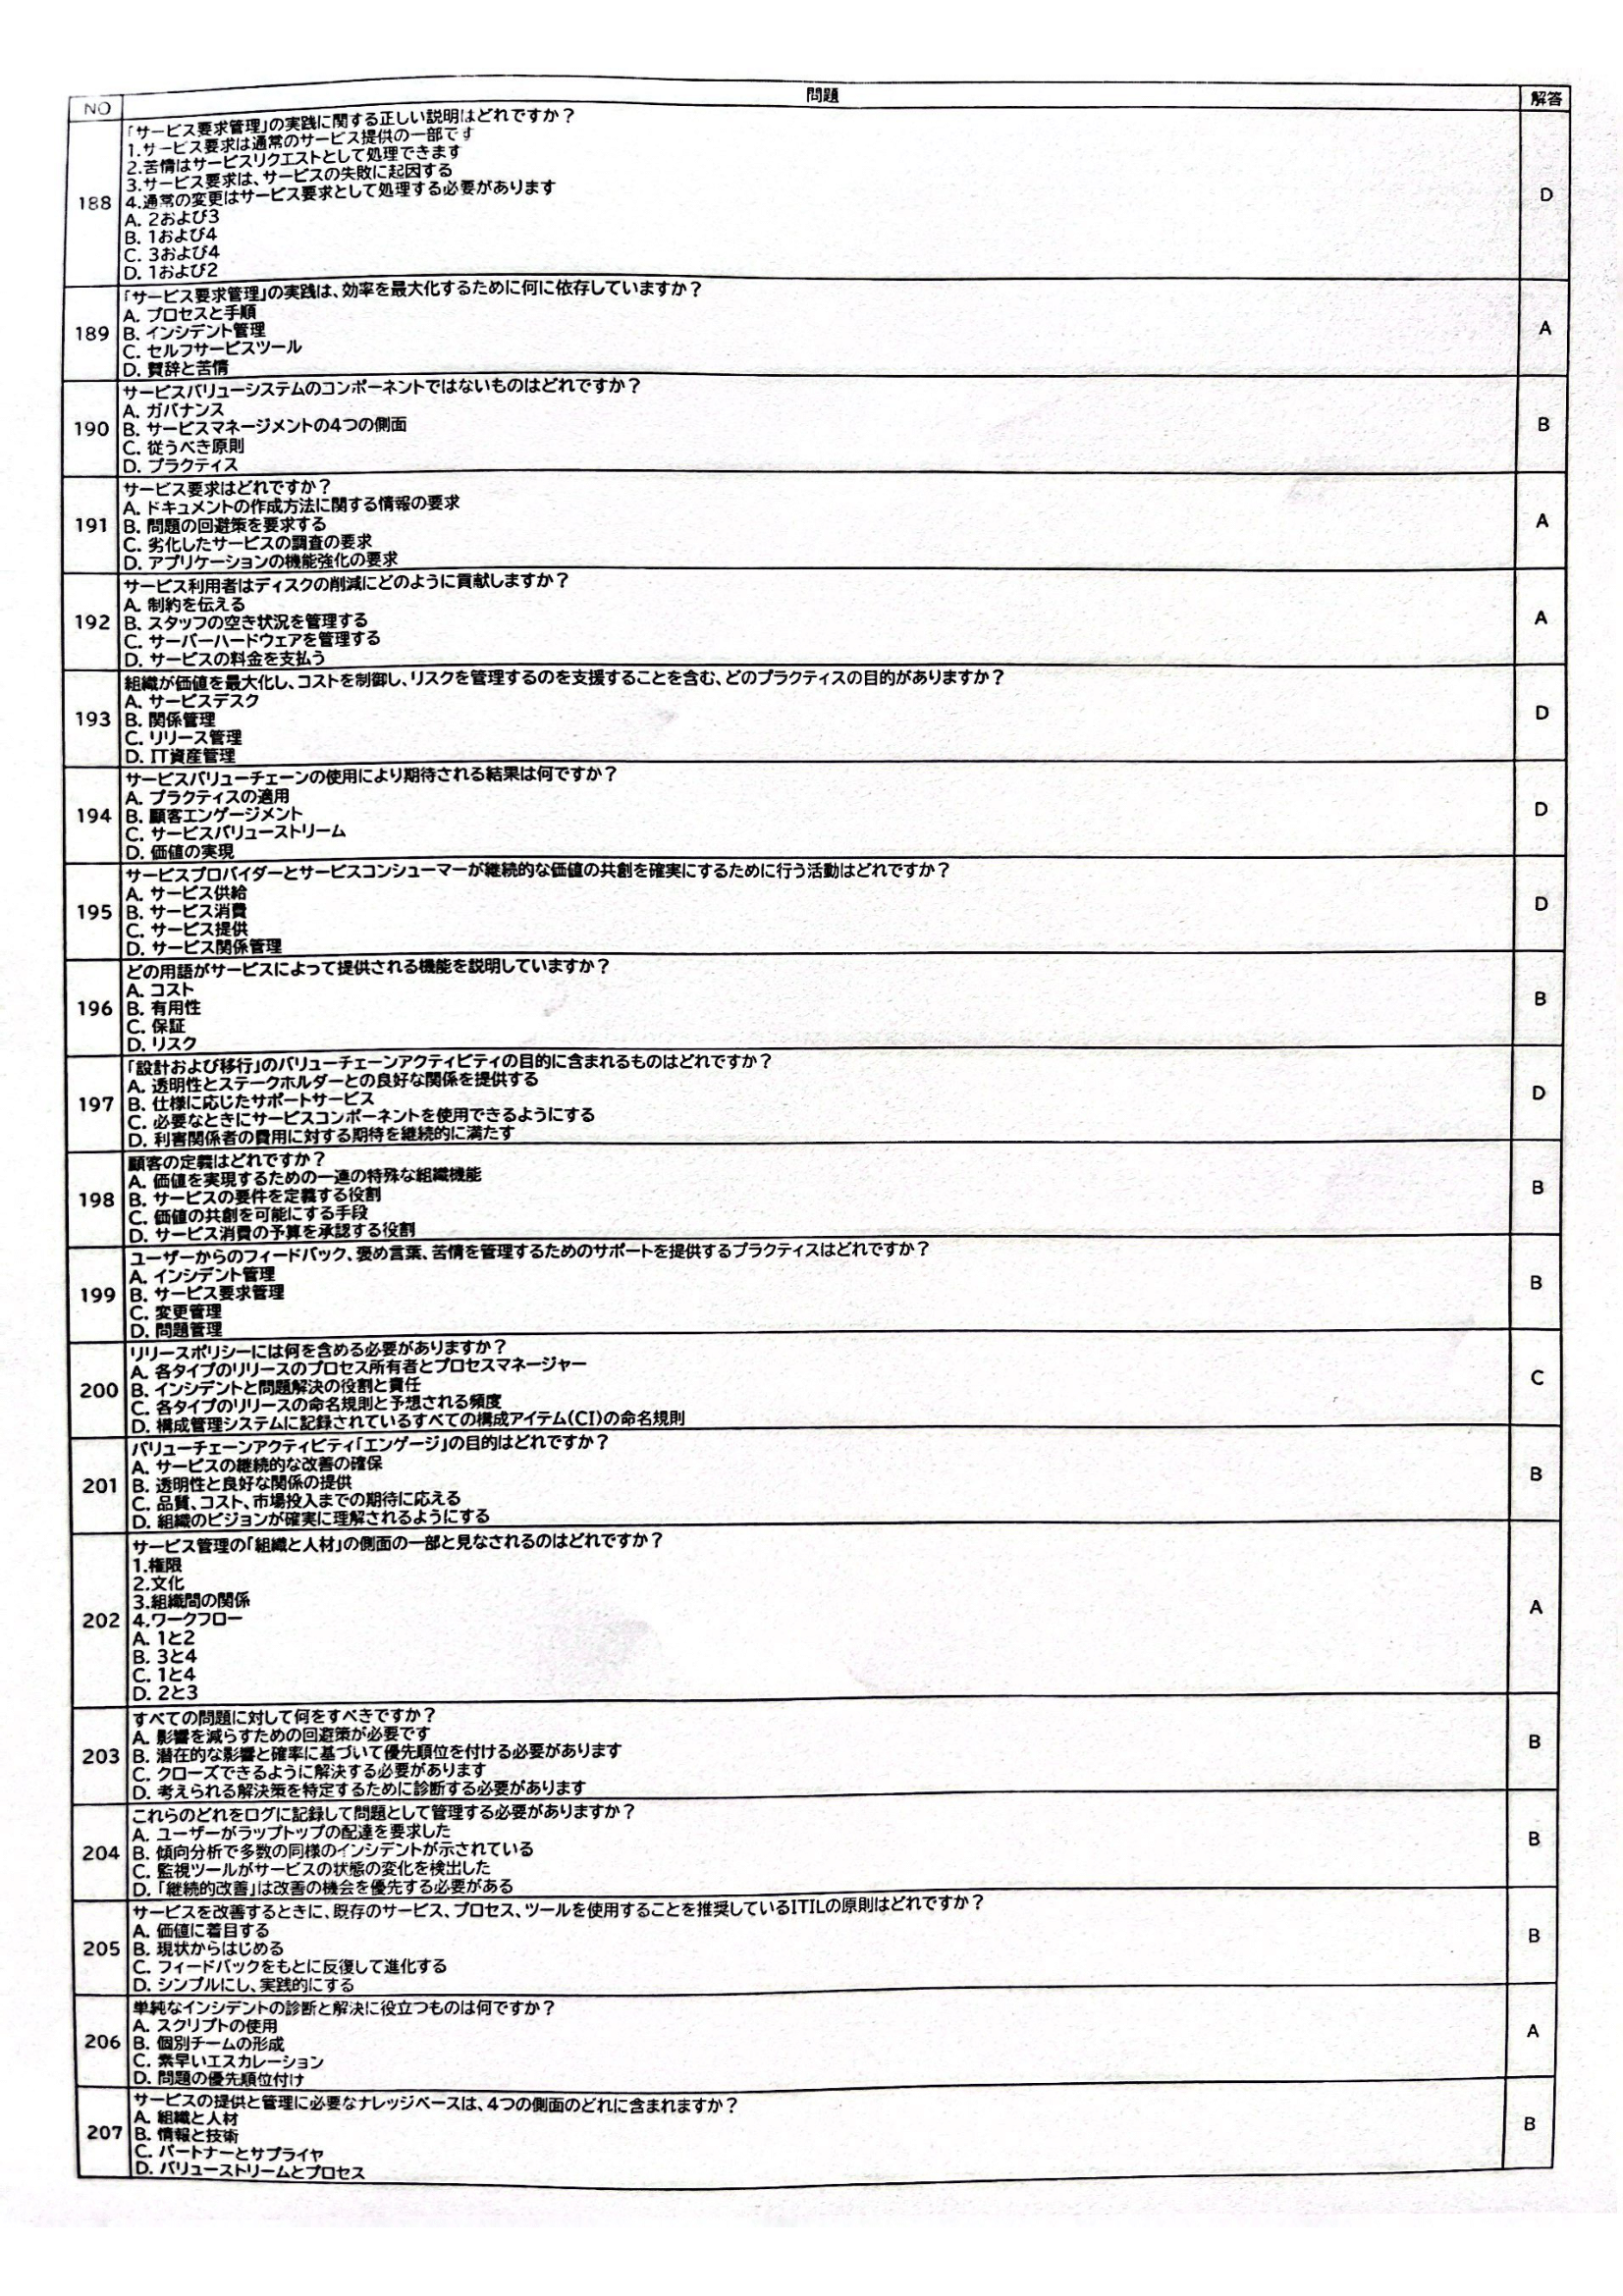 NO 問題 解答
188 D
「サービス要求管理」の実践に関する正しい説明はどれですか？
1.サービス要求は通常のサービス提供の一部です
2.苦情はサービスリクエストとして処理できます
3.サービス要求は、サービスの失敗に起因する
4.通常の変更はサービス要求として処理する必要があります
A. 2および3
B. 1および4
C. 3および4
D. 1および2
189 A
「サービス要求管理」の実践は、効率を最大化するために何に依存していますか？
A. プロセスと手順
B. インシデント管理
C. セルフサービスツール
D. 賛辞と苦情
190 B
サービスバリューシステムのコンポーネントではないものはどれですか？
A. ガバナンス
B. サービスマネージメントの4つの側面
C. 従うべき原則
D. プラクティス
191 A
サービス要求はどれですか？
A. ドキュメントの作成方法に関する情報の要求
B. 問題の回避策を要求する
C. 劣化したサービスの調査の要求
D. アプリケーションの機能強化の要求
192 A
サービス利用者はディスクの削減にどのように貢献しますか？
A. 制約を伝える
B. スタッフの空き状況を管理する
C. サーバーハードウェアを管理する
D. サービスの料金を支払う
193 D
組織が価値を最大化し、コストを制御し、リスクを管理するのを支援することを含む、どのプラクティスの目的がありますか？
A. サービスデスク
B. 関係管理
C. リリース管理
D. IT資産管理
194 D
サービスバリューチェーンの使用により期待される結果は何ですか？
A. プラクティスの適用
B. 顧客エンゲージメント
C. サービスバリューストリーム
D. 価値の実現
195 D
サービスプロバイダーとサービスコンシューマーが継続的な価値の共創を確実にするために行う活動はどれですか？
A. サービス供給
B. サービス消費
C. サービス提供
D. サービス関係管理
196 B
どの用語がサービスによって提供される機能を説明していますか？
A. コスト
B. 有用性
C. 保証
D. リスク
197 D
「設計および移行」のバリューチェーンアクティビティの目的に含まれるものはどれですか？
A. 透明性とステークホルダーとの良好な関係を提供する
B. 仕様に応じたサポートサービス
C. 必要なときにサービスコンポーネントを使用できるようにする
D. 利害関係者の費用に対する期待を継続的に満たす
198 B
顧客の定義はどれですか？
A. 価値を実現するための一連の特殊な組織機能
B. サービスの要件を定義する役割
C. 価値の共創を可能にする手段
D. サービス消費の予算を承認する役割
199 B
ユーザーからのフィードバック、褒め言葉、苦情を管理するためのサポートを提供するプラクティスはどれですか？
A. インシデント管理
B. サービス要求管理
C. 変更管理
D. 問題管理
200 C
リリースポリシーには何を含める必要がありますか？
A. 各タイプのリリースのプロセス所有者とプロセスマネージャー
B. インシデントと問題解決の役割と責任
C. 各タイプのリリースの命名規則と予想される頻度
D. 構成管理システムに記録されているすべての構成アイテム(CI)の命名規則
201 B
バリューチェーンアクティビティ「エンゲージ」の目的はどれですか？
A. サービスの継続的な改善の確保
B. 透明性と良好な関係の提供
C. 品質、コスト、市場投入までの期待に応える
D. 組織のビジョンが確実に理解されるようにする
202 A
サービス管理の「組織と人材」の側面の一部と見なされるのはどれですか？
1.権限
2.文化
3.組織間の関係
4.ワークフロー
A. 1と2
B. 3と4
C. 1と4
D. 2と3
203 B
すべての問題に対して何をすべきですか？
A. 影響を減らすための回避策が必要です
B. 潜在的な影響と確率に基づいて優先順位を付ける必要があります
C. クローズできるように解決する必要があります
D. 考えられる解決策を特定するために診断する必要があります
204 B
これらのどれをログに記録して問題として管理する必要がありますか？
A. ユーザーがラップトップの配達を要求した
B. 傾向分析で多数の同様のインシデントが示されている
C. 監視ツールがサービスの状態の変化を検出した
D. 「継続的改善」は改善の機会を優先する必要がある
205 B
サービスを改善するときに、既存のサービス、プロセス、ツールを使用することを推奨しているITILの原則はどれですか？
A. 価値に着目する
B. 現状からはじめる
C. フィードバックをもとに反復して進化する
D. シンプルにし、実践的にする
206 A
単純なインシデントの診断と解決に役立つものは何ですか？
A. スクリプトの使用
B. 個別チームの形成
C. 素早いエスカレーション
D. 問題の優先順位付け
207 B
サービスの提供と管理に必要なナレッジベースは、4つの側面のどれに含まれますか？
A. 組織と人材
B. 情報と技術
C. パートナーとサプライヤ
D. バリューストリームとプロセス